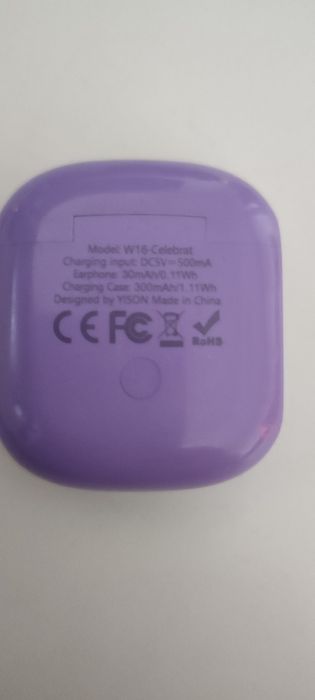 Model: W16-Celebrat
Charging input: DC5V⎓500mA
Earphone: 30mAh/0.11Wh
Charging Case: 300mAh/1.11Wh
Designed by YISON Made in China
CE FC RoHS